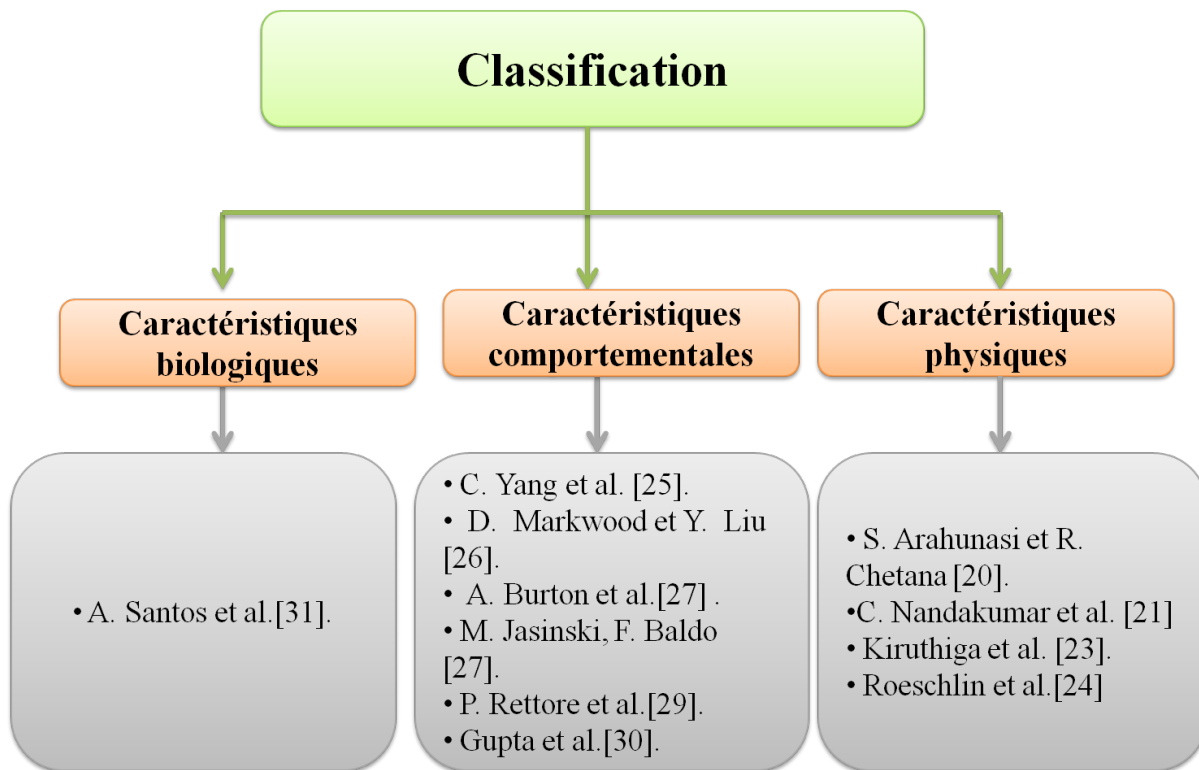 Classification
Caractéristiques
biologiques
Caractéristiques
comportementales
Caractéristiques
physiques
• A. Santos et al.[31].
• C. Yang et al. [25].
• D. Markwood et Y. Liu
[26].
• A. Burton et al.[27] .
• M. Jasinski, F. Baldo
[27].
• P. Rettore et al.[29].
• Gupta et al.[30].
• S. Arahunasi et R.
Chetana [20].
• C. Nandakumar et al. [21]
• Kiruthiga et al. [23].
• Roeschlin et al.[24]